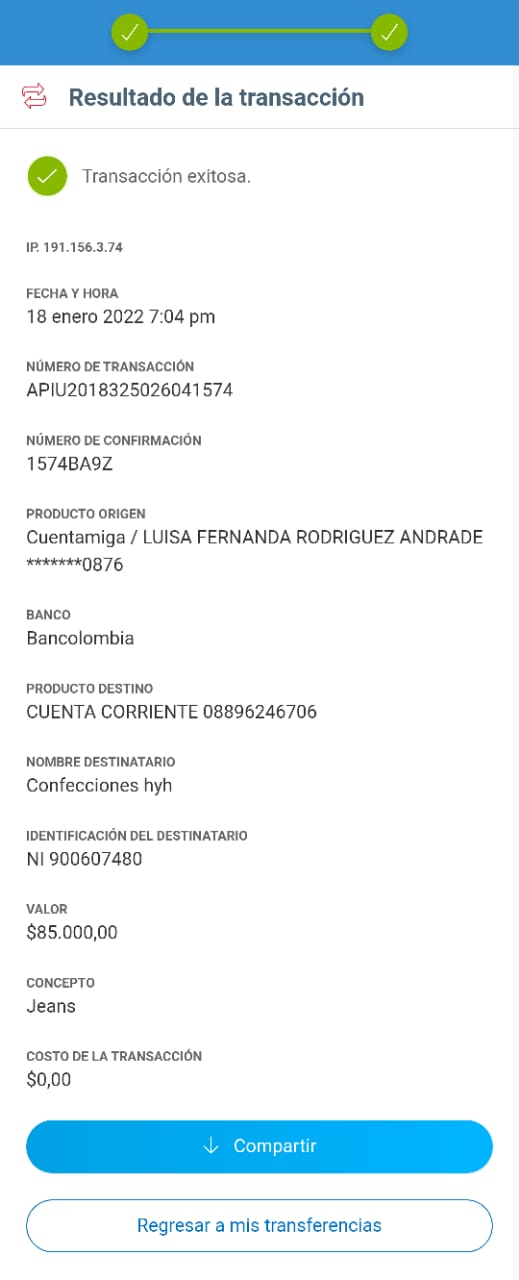 Resultado de la transacción
Transacción exitosa.
IP. 191.156.3.74
FECHA Y HORA
18 enero 2022 7:04 pm
NÚMERO DE TRANSACCIÓN
APIU2018325026041574
NÚMERO DE CONFIRMACIÓN
1574BA9Z
PRODUCTO ORIGEN
Cuentamiga / LUISA FERNANDA RODRIGUEZ ANDRADE
*******0876
BANCO
Bancolombia
PRODUCTO DESTINO
CUENTA CORRIENTE 08896246706
NOMBRE DESTINATARIO
Confecciones hyh
IDENTIFICACIÓN DEL DESTINATARIO
NI 900607480
VALOR
$85.000,00
CONCEPTO
Jeans
COSTO DE LA TRANSACCIÓN
$0,00
Compartir
Regresar a mis transferencias